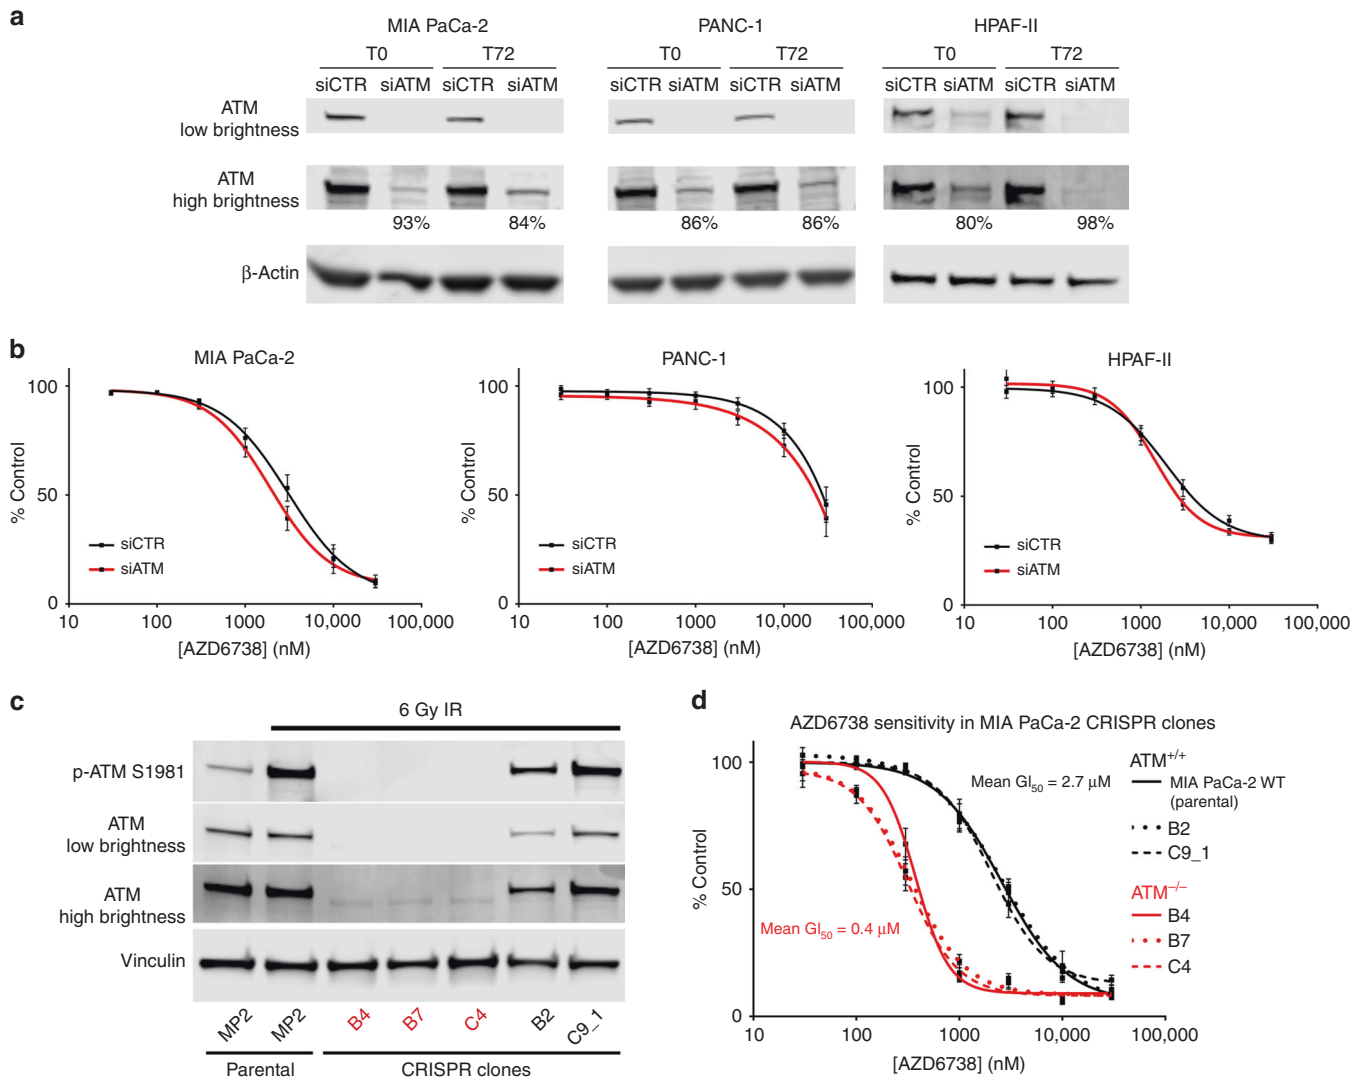 a
MIA PaCa-2 PANC-1 HPAF-II
T0 T72 T0 T72 T0 T72
siCTR siATM siCTR siATM siCTR siATM siCTR siATM siCTR siATM siCTR siATM
ATM
low brightness
ATM
high brightness
93% 84% 86% 86% 80% 98%
β-Actin
b
MIA PaCa-2
% Control
100
50
0
siCTR
siATM
10 100 1000 10,000 100,000
[AZD6738] (nM)
PANC-1
% Control
100
50
0
siCTR
siATM
10 100 1000 10,000 100,000
[AZD6738] (nM)
HPAF-II
% Control
100
50
0
siCTR
siATM
10 100 1000 10,000 100,000
[AZD6738] (nM)
c
6 Gy IR
p-ATM S1981
ATM
low brightness
ATM
high brightness
Vinculin
MP2 MP2 B4 B7 C4 B2 C9_1
Parental CRISPR clones
d
AZD6738 sensitivity in MIA PaCa-2 CRISPR clones
% Control
100
50
0
Mean GI50 = 2.7 μM
Mean GI50 = 0.4 μM
10 100 1000 10,000 100,000
[AZD6738] (nM)
ATM+/+
MIA PaCa-2 WT
(parental)
B2
C9_1
ATM−/−
B4
B7
C4